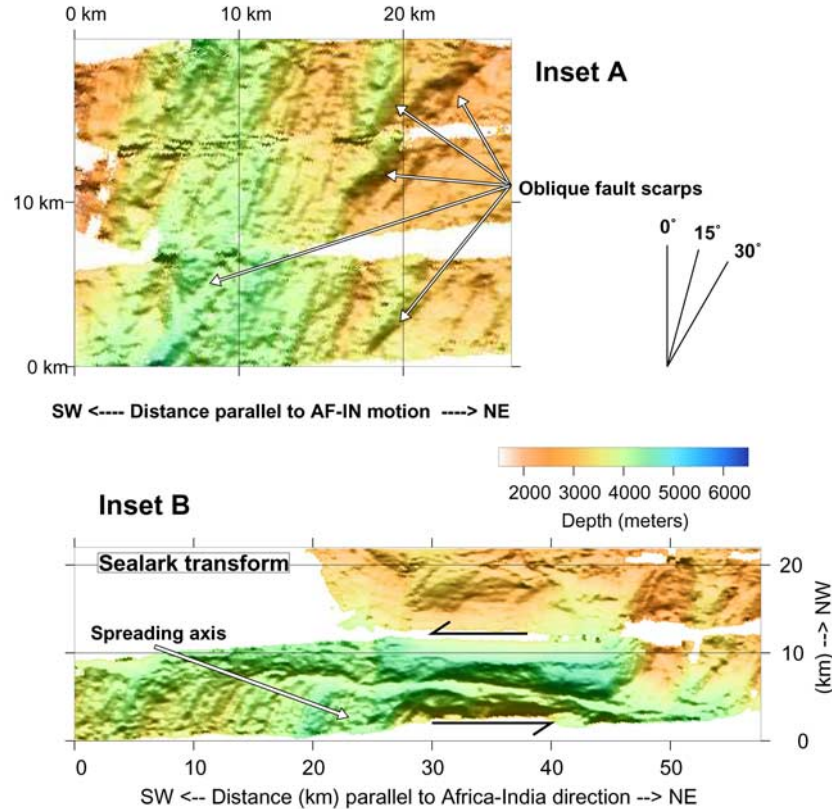 0 km 10 km 20 km
Inset A
10 km
Oblique fault scarps
0°
15°
30°
0 km
SW <---- Distance parallel to AF-IN motion ----> NE
2000 3000 4000 5000 6000
Depth (meters)
Inset B
Sealark transform
20
Spreading axis
10
(km) --> NW
0
0 10 20 30 40 50
SW <-- Distance (km) parallel to Africa-India direction --> NE